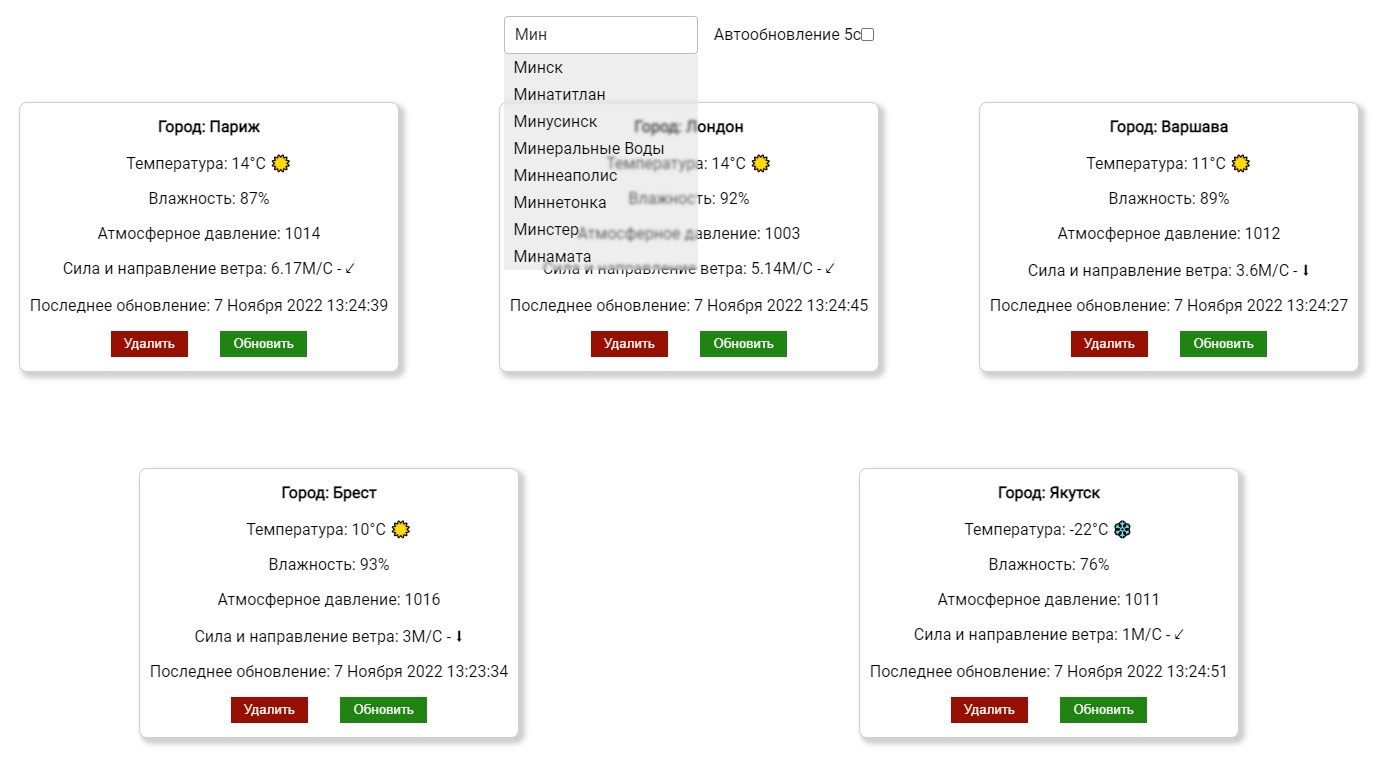 Мин
Автообновление 5с
Минск
Минатитлан
Минусинск
Минеральные Воды
Миннеаполис
Миннетонка
Минстер
Минамата
Город: Париж
Температура: 14°C
Влажность: 87%
Атмосферное давление: 1014
Сила и направление ветра: 6.17М/С - ↙
Последнее обновление: 7 Ноября 2022 13:24:39
Удалить Обновить
Город: Лондон
Температура: 14°C
Влажность: 92%
Атмосферное давление: 1003
Сила и направление ветра: 5.14М/С - ↙
Последнее обновление: 7 Ноября 2022 13:24:45
Удалить Обновить
Город: Варшава
Температура: 11°C
Влажность: 89%
Атмосферное давление: 1012
Сила и направление ветра: 3.6М/С - ⬇
Последнее обновление: 7 Ноября 2022 13:24:27
Удалить Обновить
Город: Брест
Температура: 10°C
Влажность: 93%
Атмосферное давление: 1016
Сила и направление ветра: 3М/С - ⬇
Последнее обновление: 7 Ноября 2022 13:23:34
Удалить Обновить
Город: Якутск
Температура: -22°C
Влажность: 76%
Атмосферное давление: 1011
Сила и направление ветра: 1М/С - ↙
Последнее обновление: 7 Ноября 2022 13:24:51
Удалить Обновить